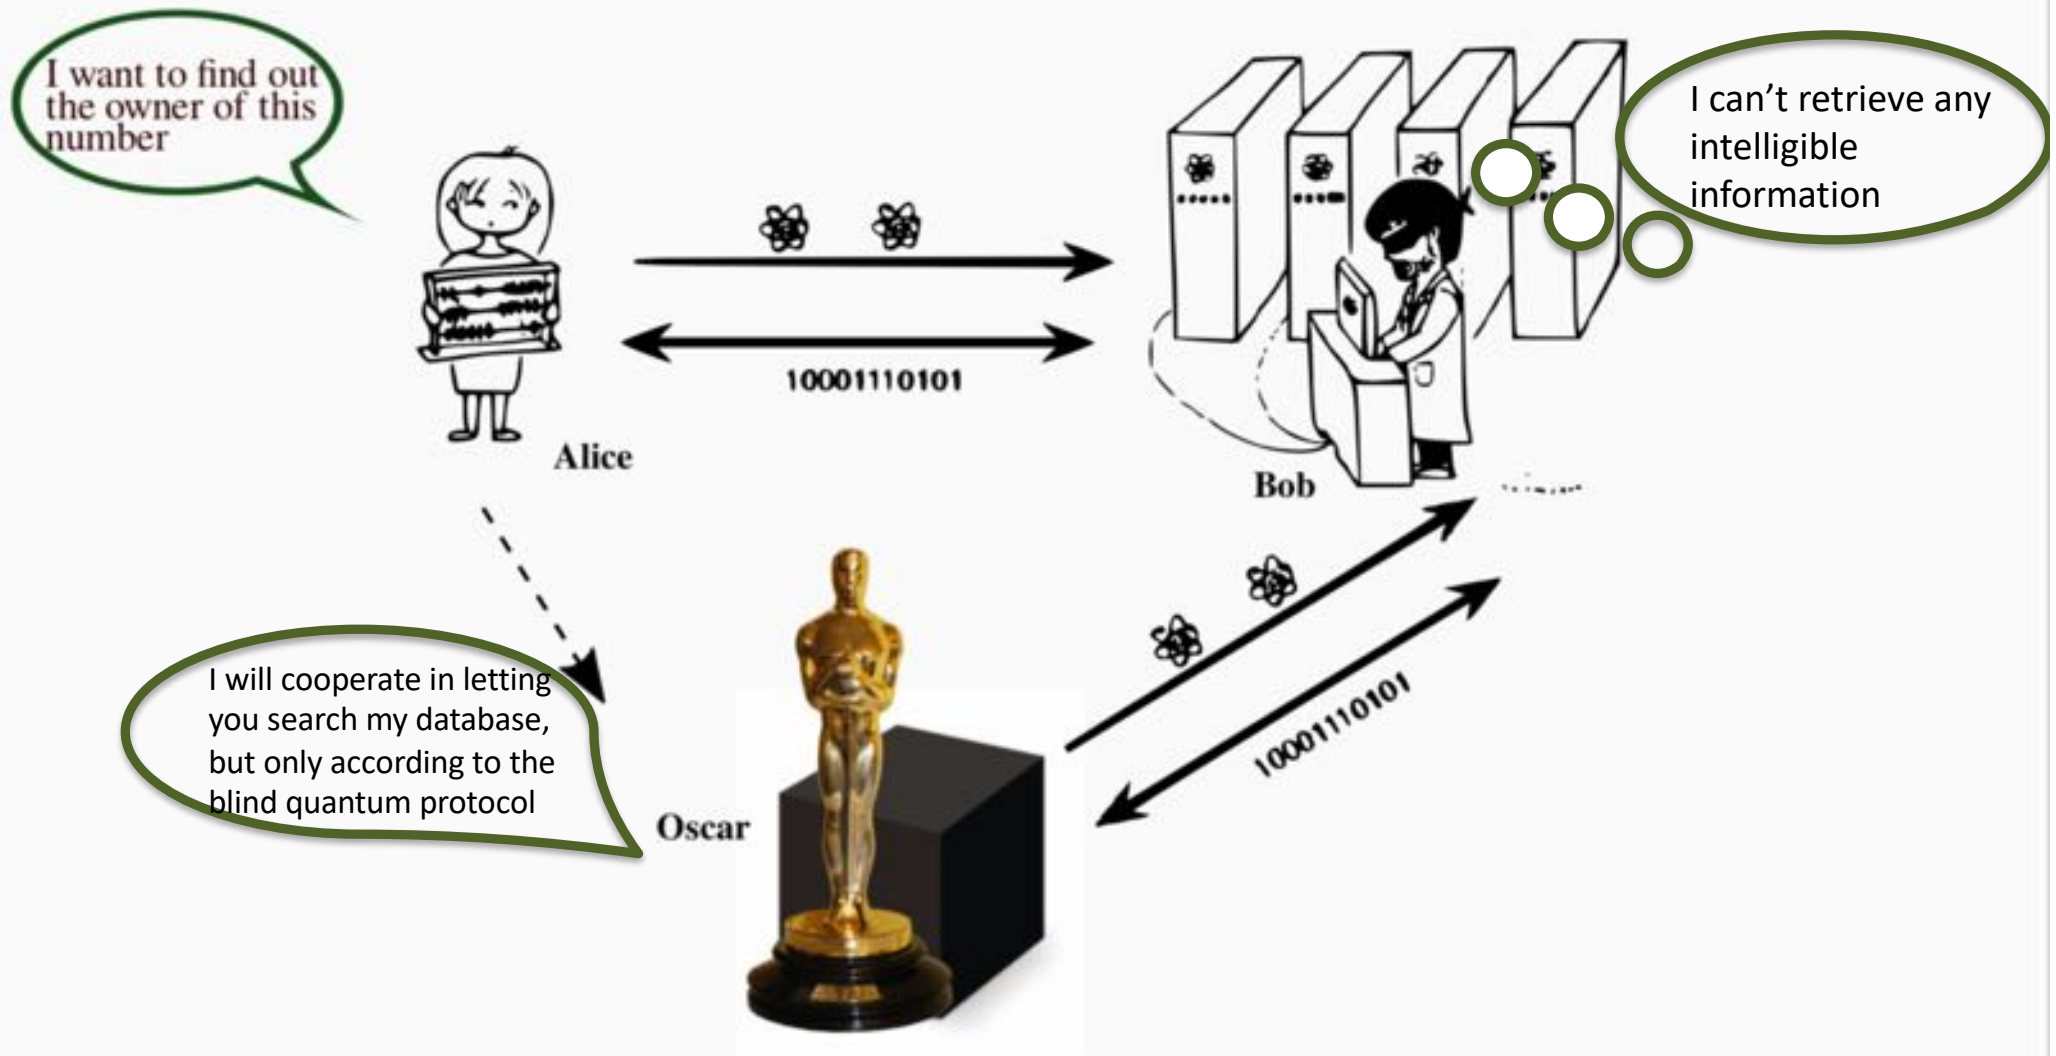 I want to find out
the owner of this
number
I can't retrieve any
intelligible
information
10001110101
Alice
Bob
I will cooperate in letting
you search my database,
but only according to the
blind quantum protocol
Oscar
10001110101